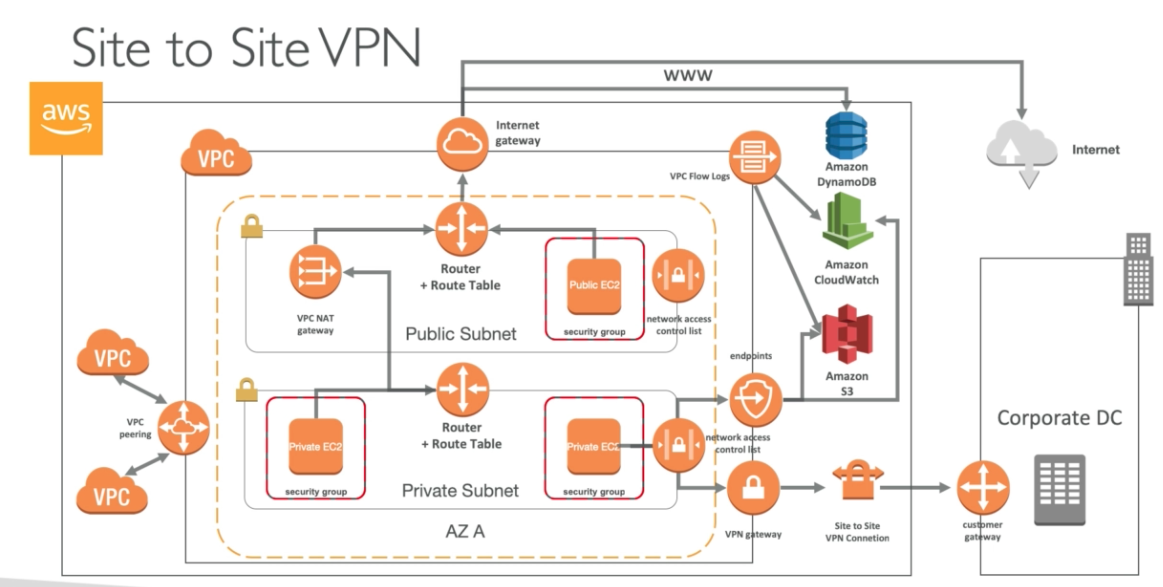 Site to Site VPN
www
aws
Internet
gateway
VPC
VPC Flow Logs
Amazon
DynamoDB
Internet
Router
+ Route Table
Public EC2
Amazon
CloudWatch
VPC NAT
gateway
security group
network access
control list
Public Subnet
VPC
endpoints
Amazon
S3
VPC
peering
Router
+ Route Table
Private EC2
Private EC2
network access
control list
Corporate DC
VPC
security group
Private Subnet
security group
AZ A
VPN gateway
Site to Site
VPN Connetion
customer
gateway